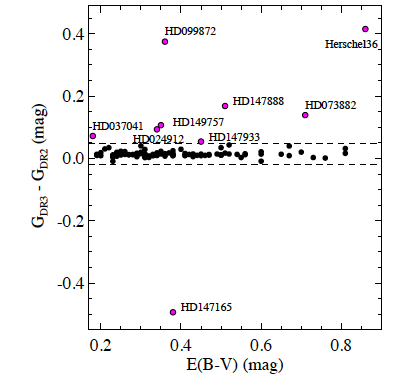 0.4
HD099872
Herschel36
0.2
HD147888
HD073882
HD037041
HD149757
HD024912
HD147933
0.0
-0.2
HD147165
-0.4
G_DR3 - G_DR2 (mag)
0.2 0.4 0.6 0.8
E(B-V) (mag)